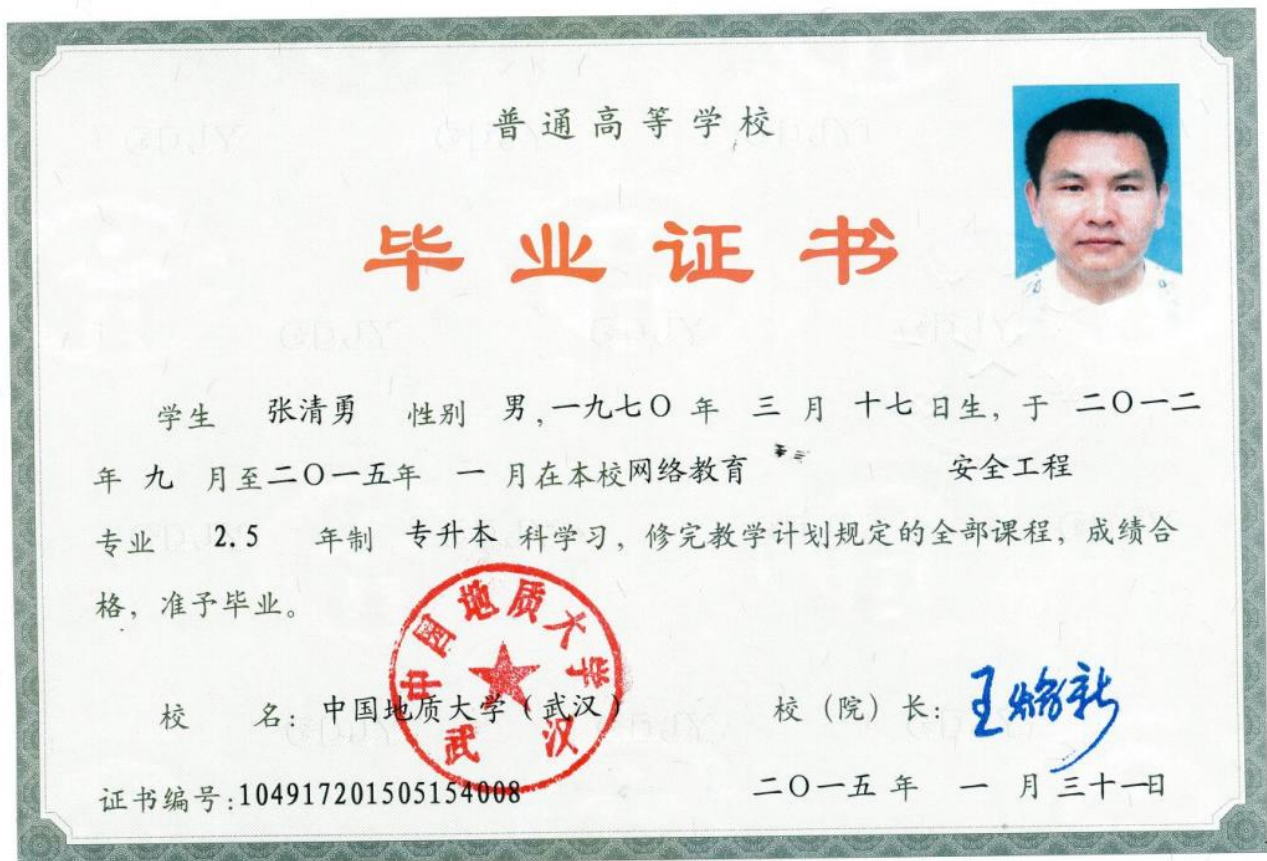 普通高等学校
毕业证书
学生 张清勇 性别 男,一九七〇 年 三 月 十七 日生,于 二〇一二
年 九 月至二〇一五年 一 月在本校网络教育 安全工程
专业 2.5 年制 专升本 科学习,修完教学计划规定的全部课程,成绩合
格,准予毕业。
中国地质大学
武汉
校 名:中国地质大学(武汉) 校(院)长:
证书编号:104917201505154008 二〇一五 年 一 月 三十一日